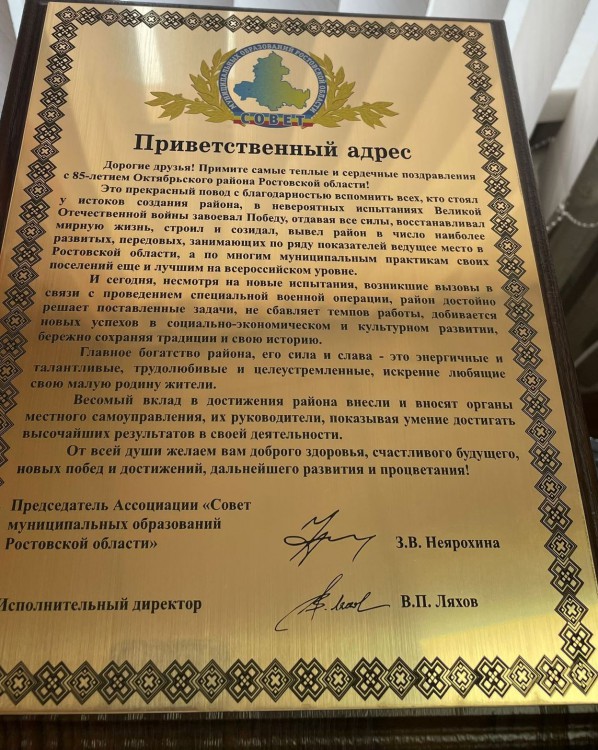 МУНИЦИПАЛЬНЫХ ОБРАЗОВАНИЙ РОСТОВСКОЙ ОБЛАСТИ
СОВЕТ
Приветственный адрес
Дорогие друзья! Примите самые теплые и сердечные поздравления
с 85-летием Октябрьского района Ростовской области!
Это прекрасный повод с благодарностью вспомнить всех, кто стоял
у истоков создания района, в невероятных испытаниях Великой
Отечественной войны завоевал Победу, отдавая все силы, восстанавливал
мирную жизнь, строил и созидал, вывел район в число наиболее
развитых, передовых, занимающих по ряду показателей ведущее место в
Ростовской области, а по многим муниципальным практикам своих
поселений еще и лучшим на всероссийском уровне.
И сегодня, несмотря на новые испытания, возникшие вызовы в
связи с проведением специальной военной операции, район достойно
решает поставленные задачи, не сбавляет темпов работы, добивается
новых успехов в социально-экономическом и культурном развитии,
бережно сохраняя традиции и свою историю.
Главное богатство района, его сила и слава - это энергичные и
талантливые, трудолюбивые и целеустремленные, искренне любящие
свою малую родину жители.
Весомый вклад в достижения района внесли и вносят органы
местного самоуправления, их руководители, показывая умение достигать
высочайших результатов в своей деятельности.
От всей души желаем вам доброго здоровья, счастливого будущего,
новых побед и достижений, дальнейшего развития и процветания!
Председатель Ассоциации «Совет
муниципальных образований
Ростовской области»
З.В. Неярохина
Исполнительный директор
В.П. Ляхов